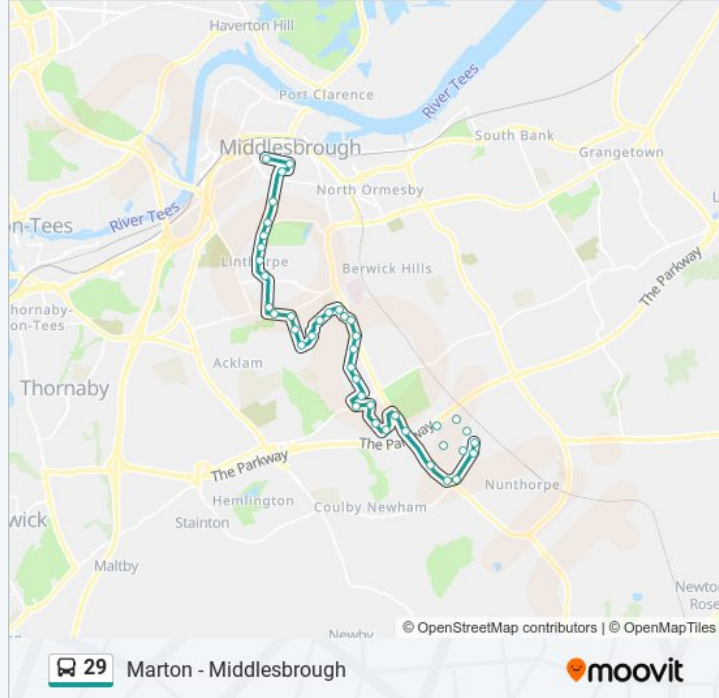 Haverton Hill
Port Clarence
River Tees
Middlesbrough
South Bank
Grangetown
North Ormesby
River Tees
on-Tees
L
Linthorpe
Berwick Hills
The Parkway
hornaby-
on-Tees
Acklam
Thornaby
The Parkway
The Parkway
Nunthorpe
Hemlington
Coulby Newham
wick
Stainton
Maltby
Newto
Rose
Newby
© OpenStreetMap contributors | © OpenMapTiles
29 Marton - Middlesbrough
moovit